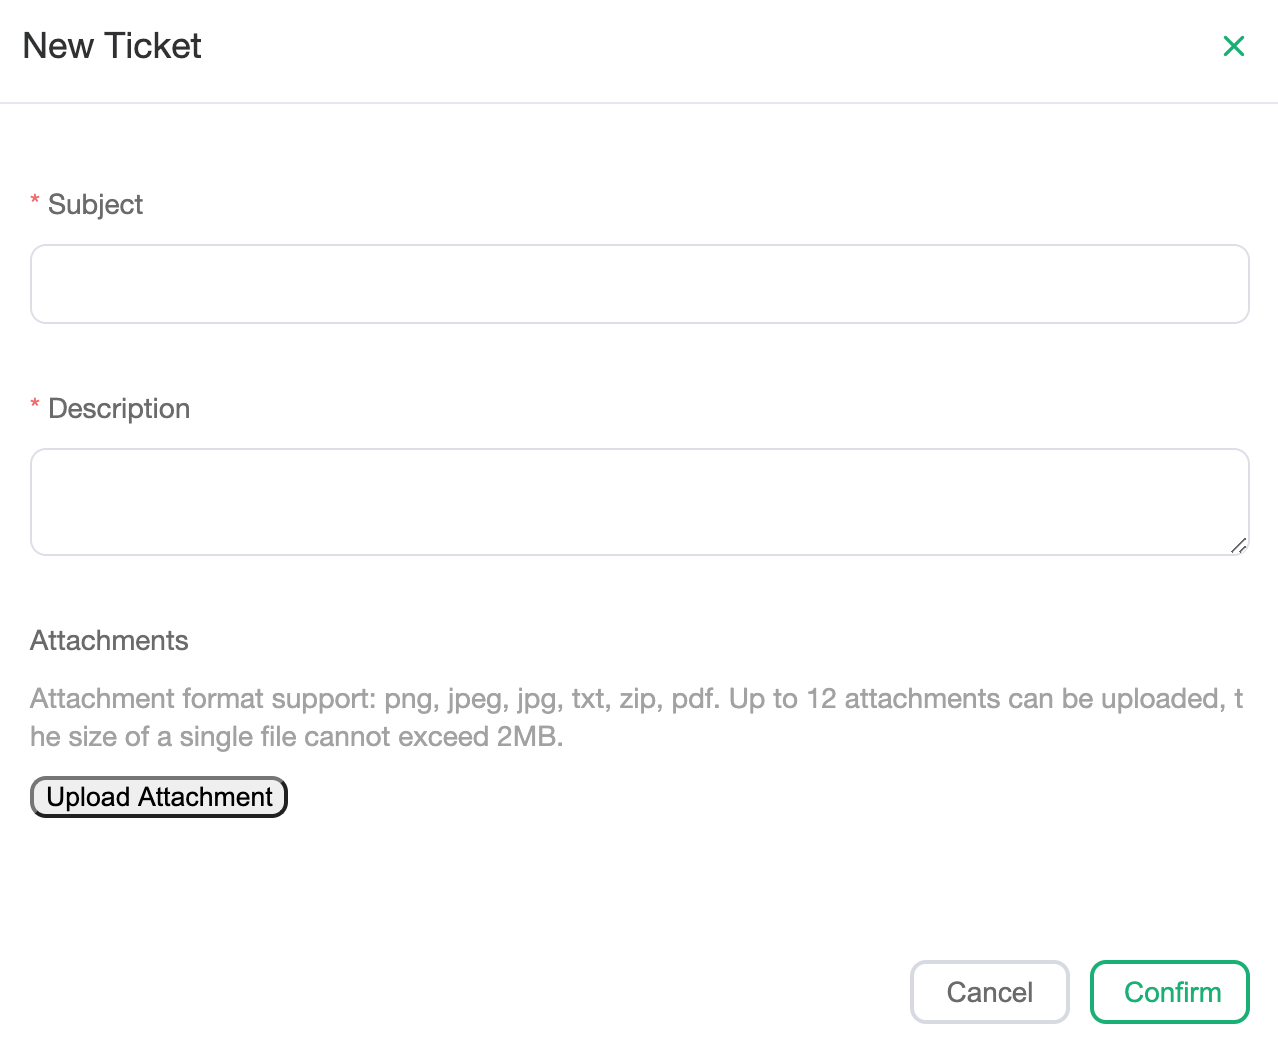 New Ticket
* Subject
* Description
Attachments
Attachment format support: png, jpeg, jpg, txt, zip, pdf. Up to 12 attachments can be uploaded, t
he size of a single file cannot exceed 2MB.
Upload Attachment
Cancel
Confirm